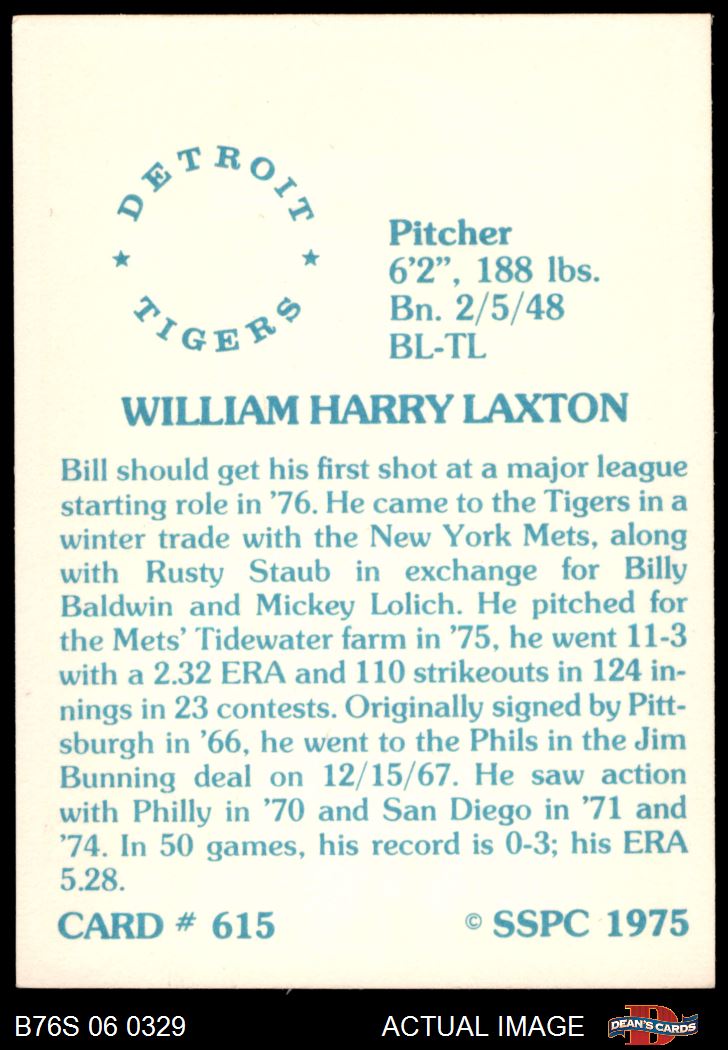 DETROIT
★ ★
TIGERS
Pitcher
6'2", 188 lbs.
Bn. 2/5/48
BL-TL
WILLIAM HARRY LAXTON
Bill should get his first shot at a major league
starting role in '76. He came to the Tigers in a
winter trade with the New York Mets, along
with Rusty Staub in exchange for Billy
Baldwin and Mickey Lolich. He pitched for
the Mets' Tidewater farm in '75, he went 11-3
with a 2.32 ERA and 110 strikeouts in 124 in-
nings in 23 contests. Originally signed by Pitt-
sburgh in '66, he went to the Phils in the Jim
Bunning deal on 12/15/67. He saw action
with Philly in '70 and San Diego in '71 and
'74. In 50 games, his record is 0-3; his ERA
5.28.
CARD # 615 © SSPC 1975
B76S 06 0329 ACTUAL IMAGE DEAN'S CARDS